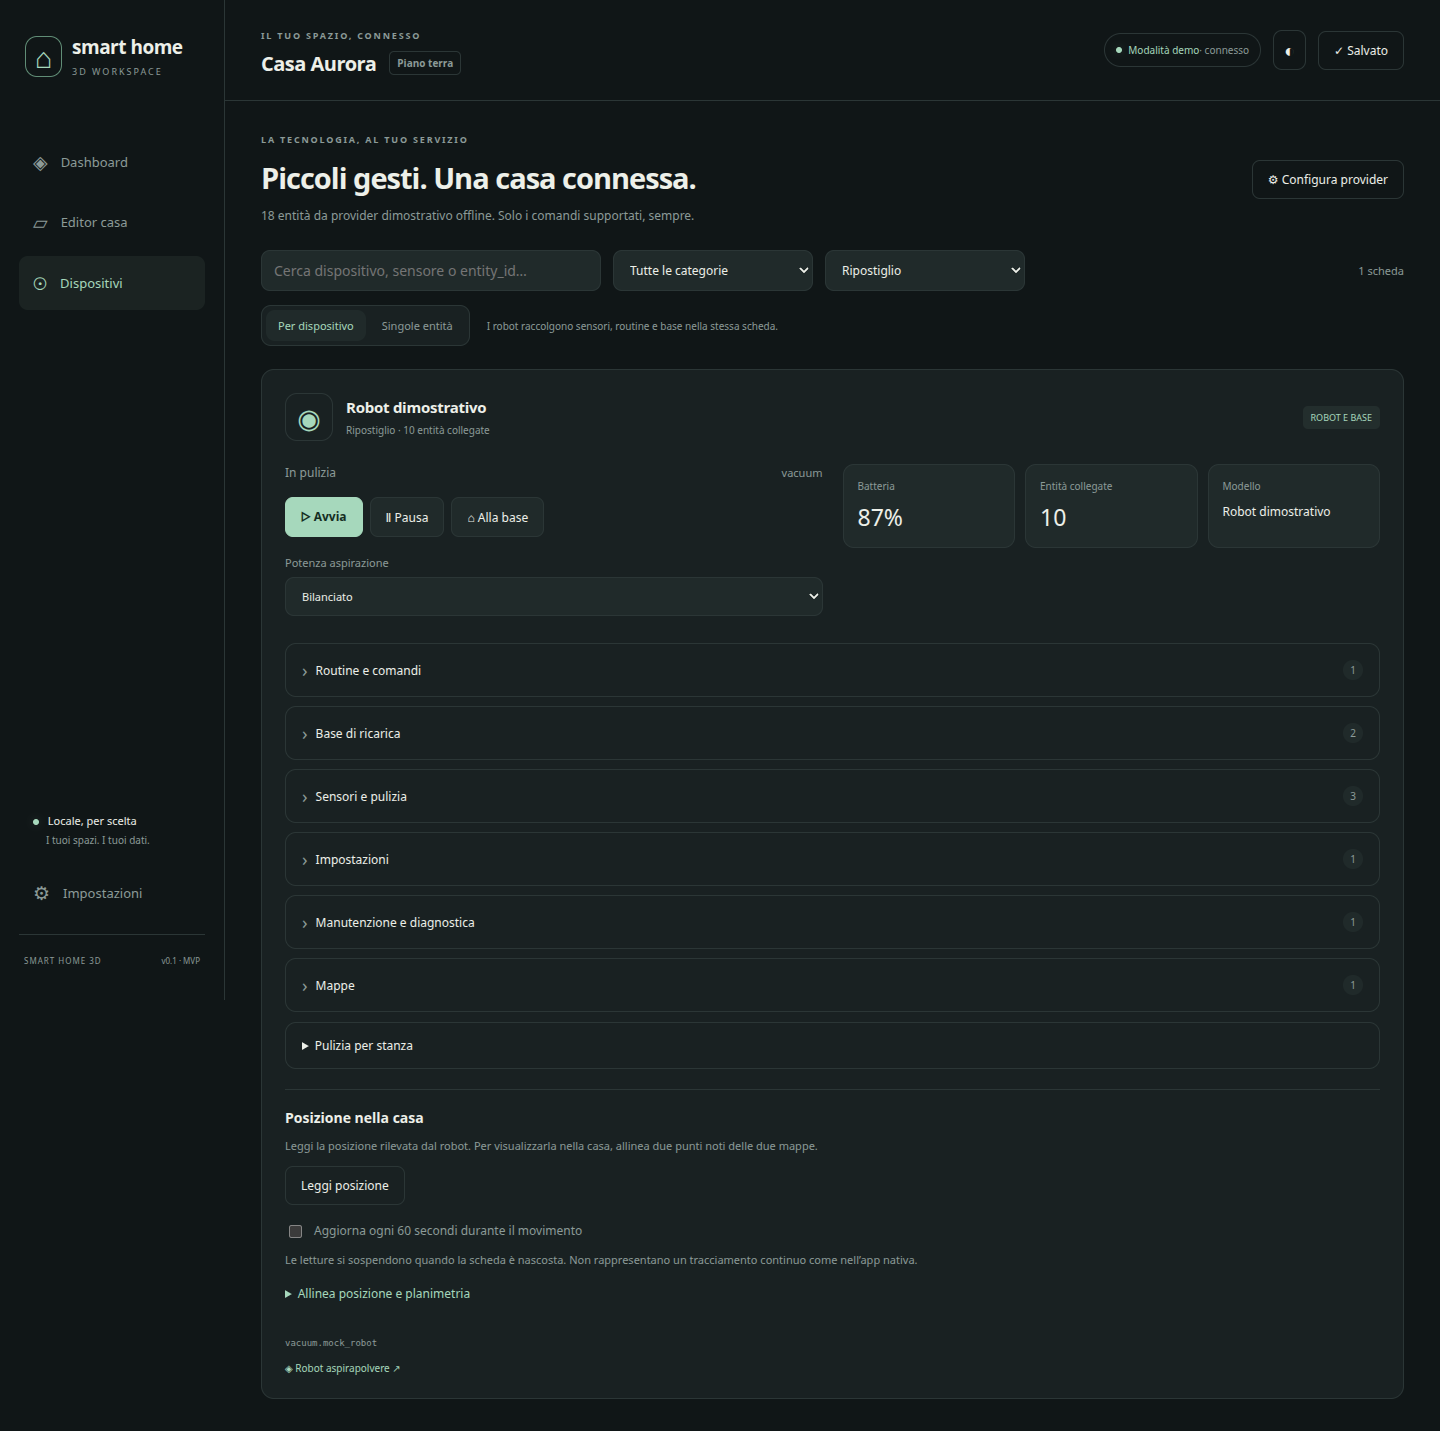 smart home
3D WORKSPACE
Dashboard
Editor casa
Dispositivi
Locale, per scelta
I tuoi spazi. I tuoi dati.
Impostazioni
SMART HOME 3D
v0.1 · MVP
IL TUO SPAZIO, CONNESSO
Casa Aurora
Piano terra
Modalità demo· connesso
✓ Salvato
LA TECNOLOGIA, AL TUO SERVIZIO
Piccoli gesti. Una casa connessa.
18 entità da provider dimostrativo offline. Solo i comandi supportati, sempre.
⚙ Configura provider
Cerca dispositivo, sensore o entity_id...
Tutte le categorie
Ripostiglio
1 scheda
Per dispositivo
Singole entità
I robot raccolgono sensori, routine e base nella stessa scheda.
Robot dimostrativo
Ripostiglio · 10 entità collegate
ROBOT E BASE
In pulizia
vacuum
▷ Avvia
Ⅱ Pausa
⌂ Alla base
Potenza aspirazione
Bilanciato
Batteria
87%
Entità collegate
10
Modello
Robot dimostrativo
› Routine e comandi
1
› Base di ricarica
2
› Sensori e pulizia
3
› Impostazioni
1
› Manutenzione e diagnostica
1
› Mappe
1
▶ Pulizia per stanza
Posizione nella casa
Leggi la posizione rilevata dal robot. Per visualizzarla nella casa, allinea due punti noti delle due mappe.
Leggi posizione
Aggiorna ogni 60 secondi durante il movimento
Le letture si sospendono quando la scheda è nascosta. Non rappresentano un tracciamento continuo come nell'app nativa.
▶ Allinea posizione e planimetria
vacuum.mock_robot
◈ Robot aspirapolvere ↗